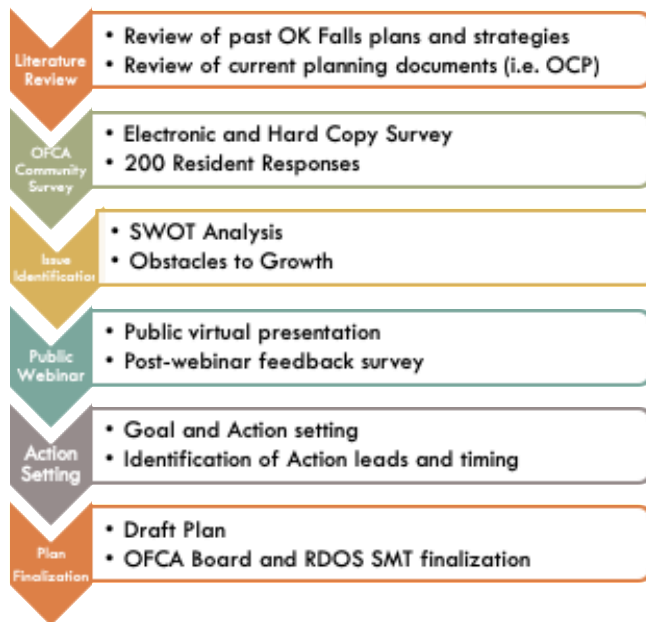 Literature
Review
• Review of past OK Falls plans and strategies
• Review of current planning documents (i.e. OCP)
OFCA
Community
Survey
• Electronic and Hard Copy Survey
• 200 Resident Responses
Issue
Identification
• SWOT Analysis
• Obstacles to Growth
Public
Webinar
• Public virtual presentation
• Post-webinar feedback survey
Action
Setting
• Goal and Action setting
• Identification of Action leads and timing
Plan
Finalization
• Draft Plan
• OFCA Board and RDOS SMT finalization